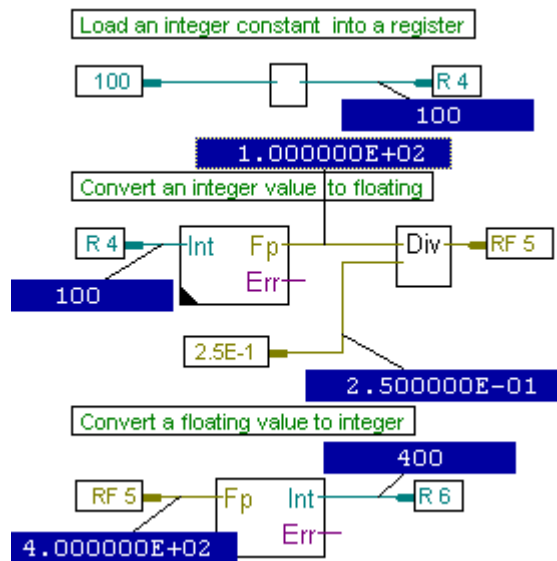 Load an integer constant into a register
100
R 4
100
1.000000E+02
Convert an integer value to floating
R 4
Int
Fp
Err
Div
RF 5
100
2.5E-1
2.500000E-01
Convert a floating value to integer
400
RF 5
Fp
Int
Err
R 6
4.000000E+02